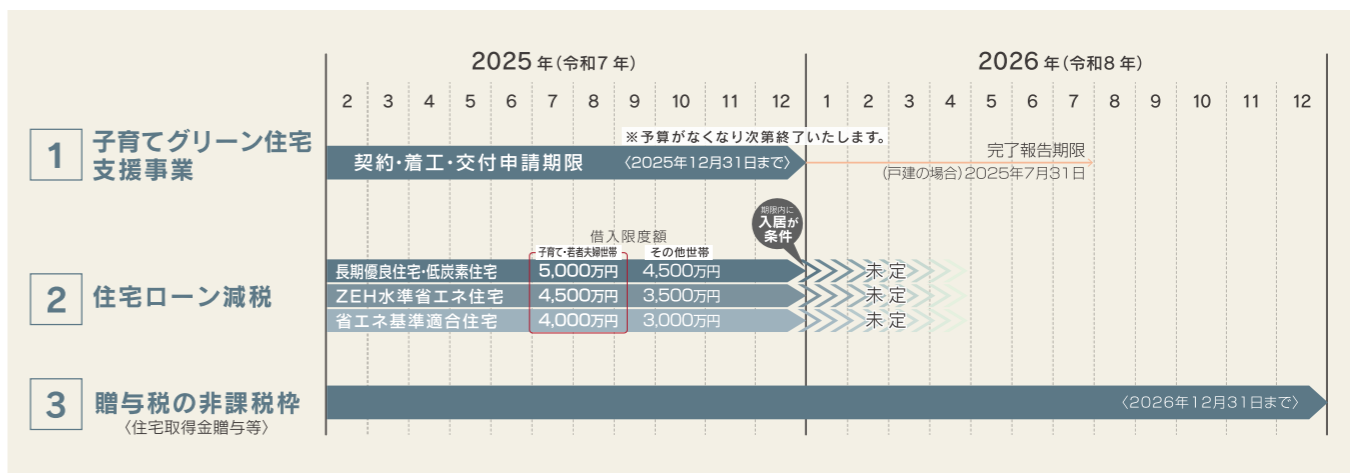 2025年(令和7年)
2026年(令和8年)
2 3 4 5 6 7 8 9 10 11 12 1 2 3 4 5 6 7 8 9 10 11 12
1
子育てグリーン住宅
支援事業
※予算がなくなり次第終了いたします。
契約・着工・交付申請期限
〈2025年12月31日まで〉
完了報告期限
(戸建の場合)2025年7月31日
2
住宅ローン減税
期限内に
入居が
条件
借入限度額
子育て・若者夫婦世帯
その他世帯
長期優良住宅・低炭素住宅 5,000万円 4,500万円 未定
ZEH水準省エネ住宅 4,500万円 3,500万円 未定
省エネ基準適合住宅 4,000万円 3,000万円 未定
3
贈与税の非課税枠
〈住宅取得金贈与等〉
〈2026年12月31日まで〉